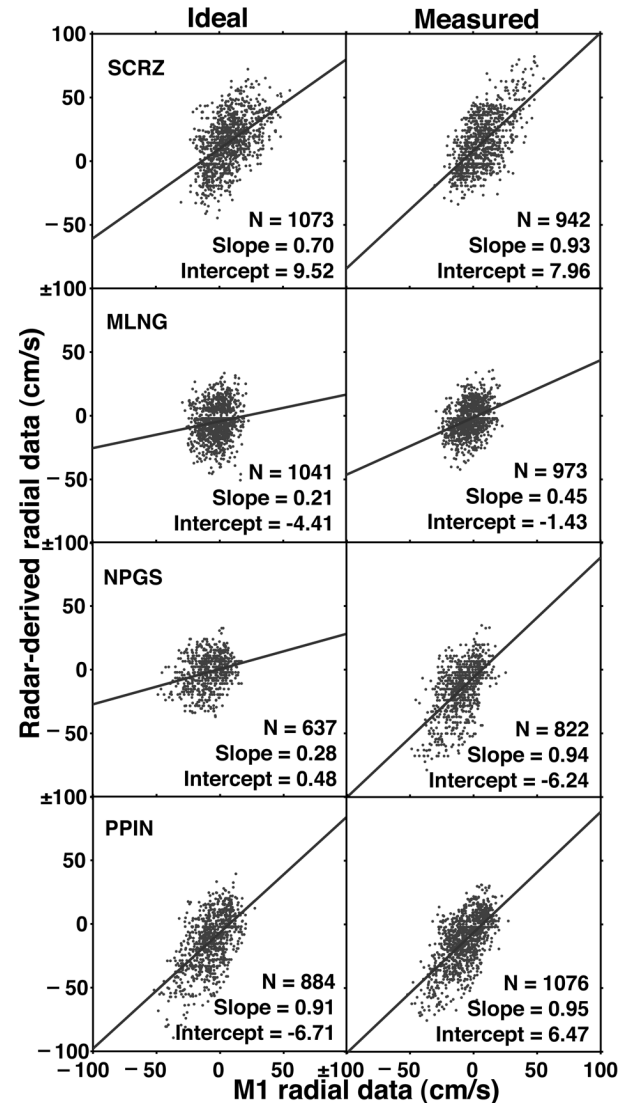 Ideal Measured
100
SCRZ
50
0
−50
N = 1073
Slope = 0.70
Intercept = 9.52
N = 942
Slope = 0.93
Intercept = 7.96
±100
MLNG
50
0
−50
N = 1041
Slope = 0.21
Intercept = -4.41
N = 973
Slope = 0.45
Intercept = -1.43
±100
NPGS
50
0
−50
N = 637
Slope = 0.28
Intercept = 0.48
N = 822
Slope = 0.94
Intercept = -6.24
±100
PPIN
50
0
−50
N = 884
Slope = 0.91
Intercept = -6.71
N = 1076
Slope = 0.95
Intercept = 6.47
−100
−100 −50 0 50 ±100 −50 0 50 100
M1 radial data (cm/s)
Radar-derived radial data (cm/s)